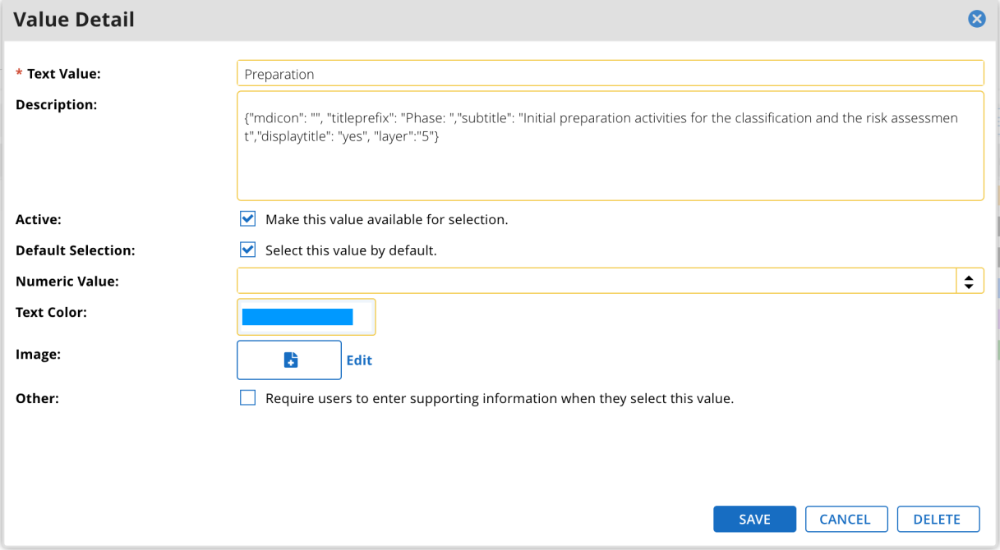 Value Detail
* Text Value:
Preparation
Description:
{"mdicon": "", "titleprefix": "Phase: ","subtitle": "Initial preparation activities for the classification and the risk assessmen
t","displaytitle": "yes", "layer":"5"}
Active:
Make this value available for selection.
Default Selection:
Select this value by default.
Numeric Value:
Text Color:
Image:
Edit
Other:
Require users to enter supporting information when they select this value.
SAVE
CANCEL
DELETE